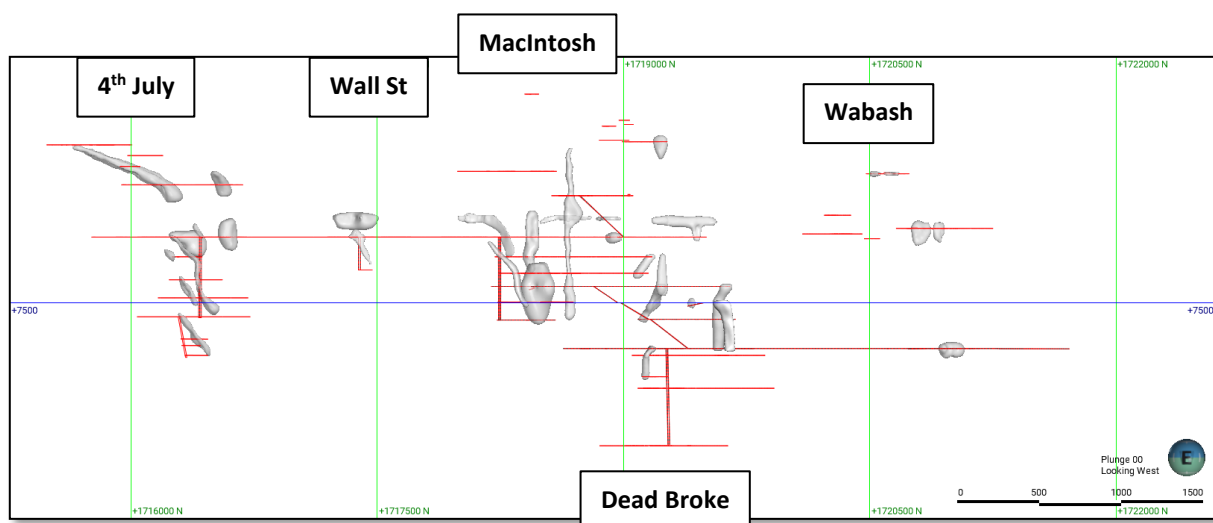 MacIntosh
4th July
Wall St
Wabash
+1719000 N
+1720500 N
+1722000 N
+7500
+7500
Plunge 00
Looking West
E
0 500 1000 1500
Dead Broke
+1716000 N
+1717500 N
+1720500 N
+1722000 N